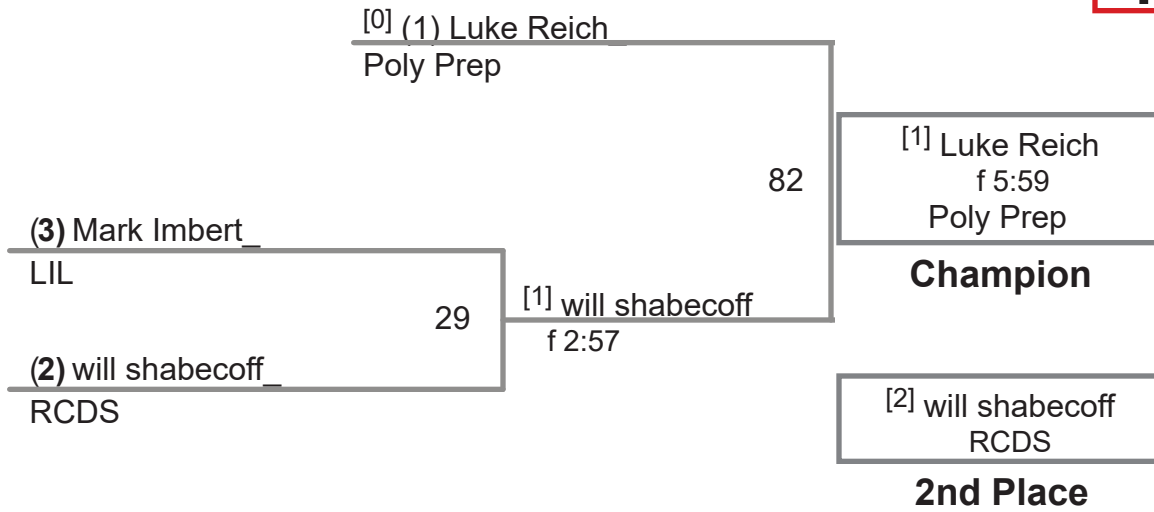 [0] (1) Luke Reich_
Poly Prep
82
[1] Luke Reich
f 5:59
Poly Prep
Champion
(3) Mark Imbert_
LIL
29
[1] will shabecoff
f 2:57
(2) will shabecoff_
RCDS
[2] will shabecoff
RCDS
2nd Place